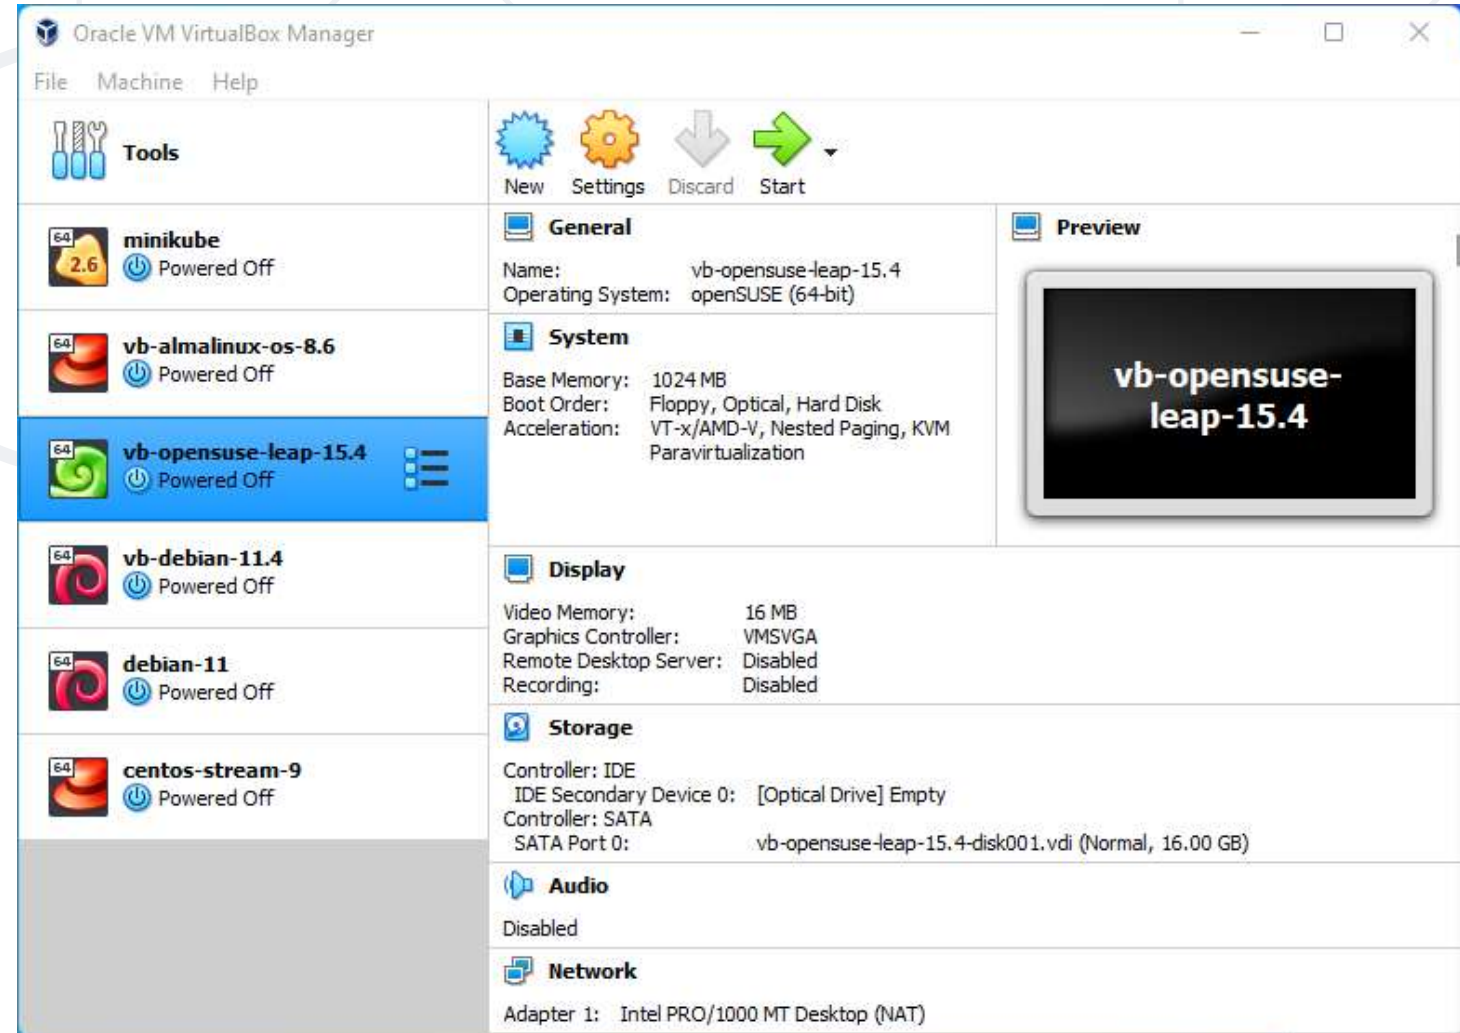 Oracle VM VirtualBox Manager
File Machine Help
Tools
New Settings Discard Start
64
2.6
minikube
Powered Off
64
vb-almalinux-os-8.6
Powered Off
64
vb-opensuse-leap-15.4
Powered Off
64
vb-debian-11.4
Powered Off
64
debian-11
Powered Off
64
centos-stream-9
Powered Off
General
Name: vb-opensuse-leap-15.4
Operating System: openSUSE (64-bit)
System
Base Memory: 1024 MB
Boot Order: Floppy, Optical, Hard Disk
Acceleration: VT-x/AMD-V, Nested Paging, KVM
Paravirtualization
Preview
vb-opensuse-
leap-15.4
Display
Video Memory: 16 MB
Graphics Controller: VMSVGA
Remote Desktop Server: Disabled
Recording: Disabled
Storage
Controller: IDE
IDE Secondary Device 0: [Optical Drive] Empty
Controller: SATA
SATA Port 0: vb-opensuse-leap-15.4-disk001.vdi (Normal, 16.00 GB)
Audio
Disabled
Network
Adapter 1: Intel PRO/1000 MT Desktop (NAT)